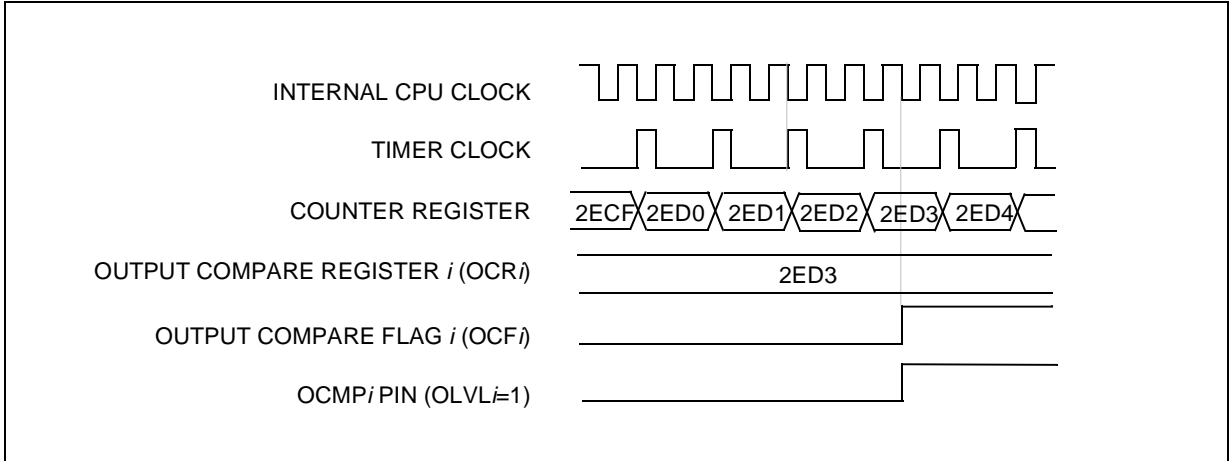 INTERNAL CPU CLOCK
TIMER CLOCK
COUNTER REGISTER
2ECF 2ED0 2ED1 2ED2 2ED3 2ED4
OUTPUT COMPARE REGISTER i (OCRi)
2ED3
OUTPUT COMPARE FLAG i (OCFi)
OCMPi PIN (OLVLi=1)